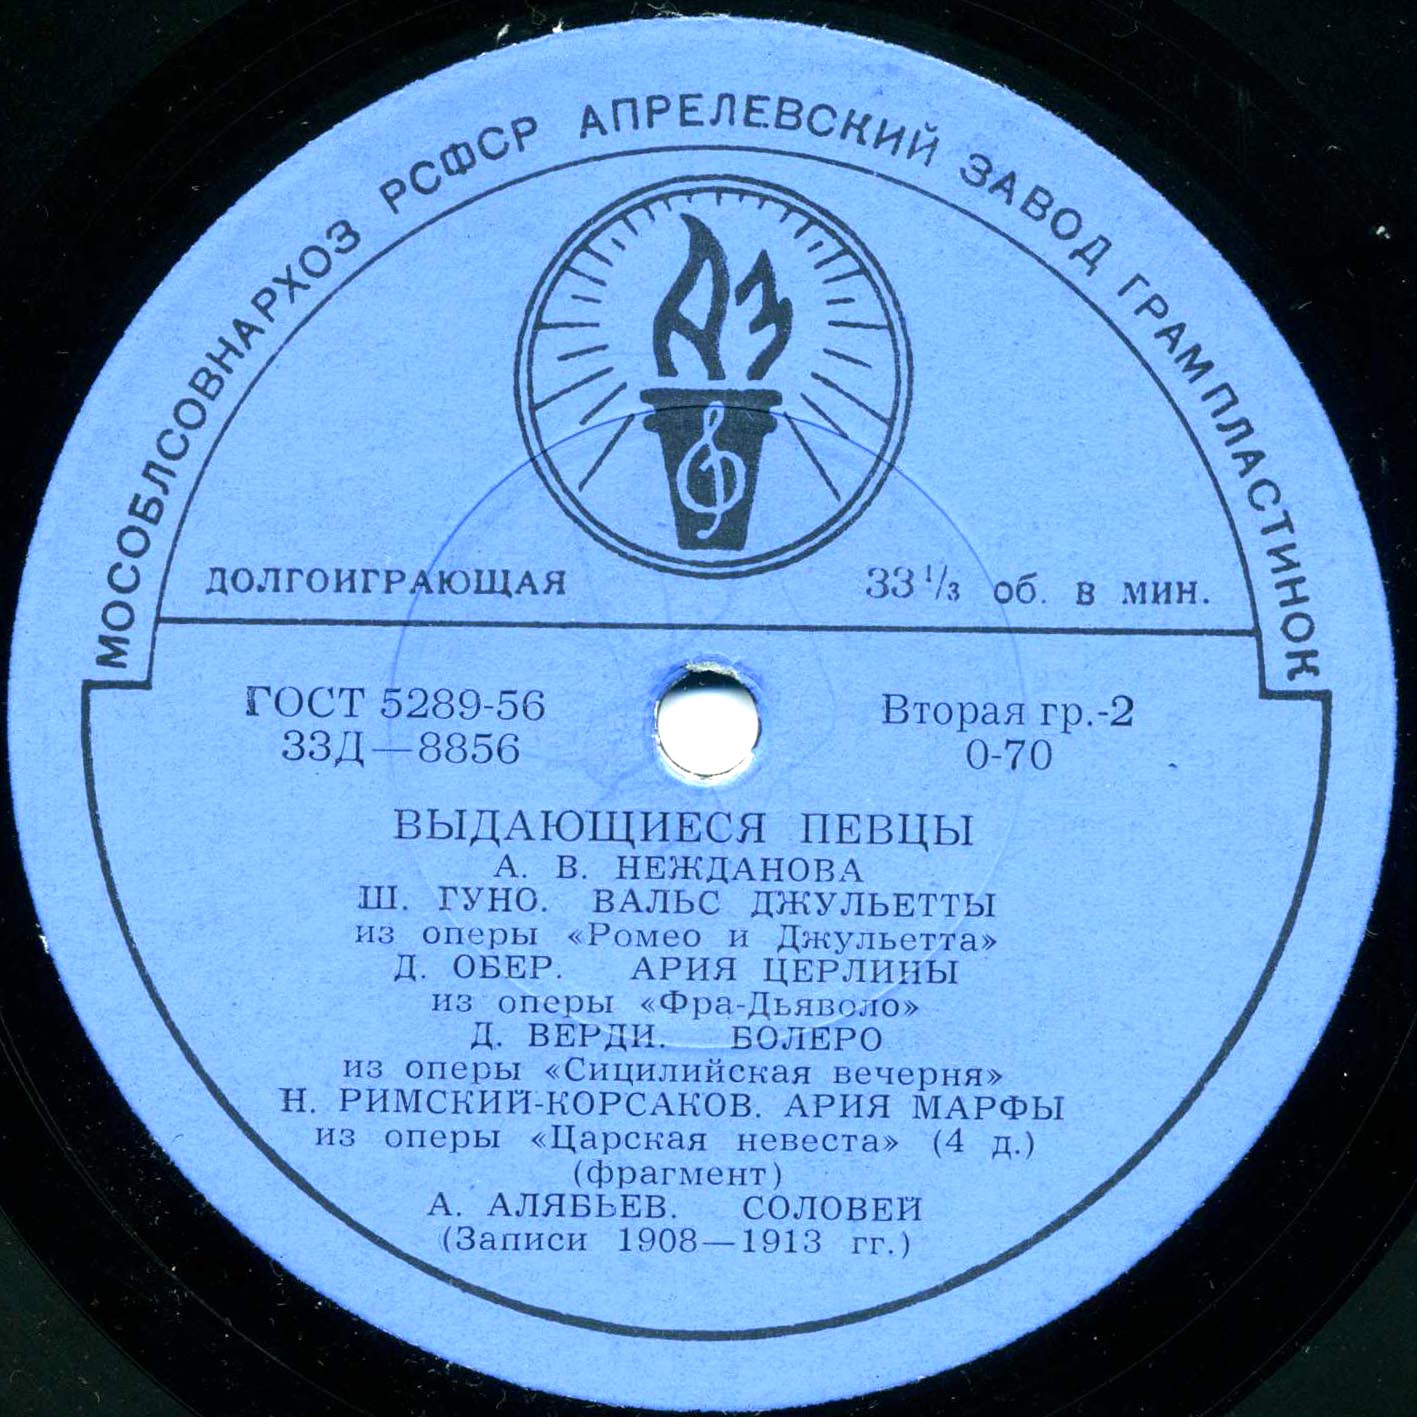 МОСОБЛСОВНАРХОЗ РСФСР АПРЕЛЕВСКИЙ ЗАВОД ГРАМПЛАСТИНОК
АЗ
ДОЛГОИГРАЮЩАЯ 33 1/3 об. в мин.
ГОСТ 5289-56 Вторая гр.-2
33Д—8856 0-70
ВЫДАЮЩИЕСЯ ПЕВЦЫ
А. В. НЕЖДАНОВА
Ш. ГУНО. ВАЛЬС ДЖУЛЬЕТТЫ
из оперы «Ромео и Джульетта»
Д. ОБЕР. АРИЯ ЦЕРЛИНЫ
из оперы «Фра-Дьяволо»
Д. ВЕРДИ. БОЛЕРО
из оперы «Сицилийская вечерня»
Н. РИМСКИЙ-КОРСАКОВ. АРИЯ МАРФЫ
из оперы «Царская невеста» (4 д.)
(фрагмент)
А. АЛЯБЬЕВ. СОЛОВЕЙ
(Записи 1908—1913 гг.)